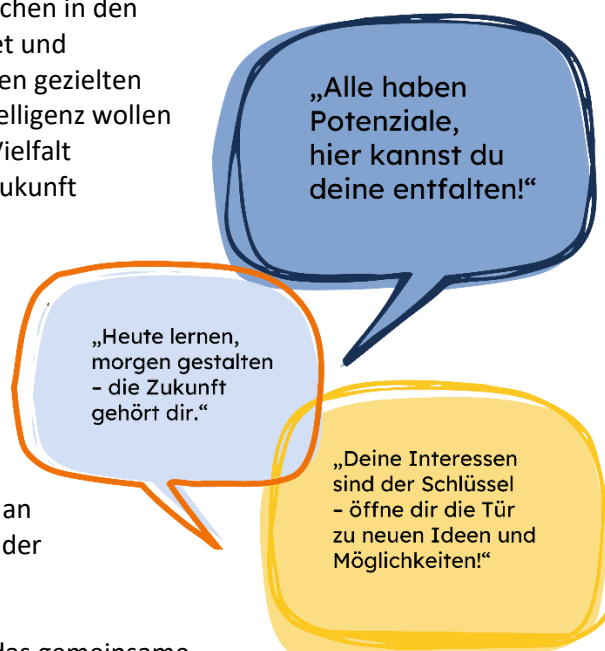 chen in den
et und
en gezielten
elligenz wollen
Vielfalt
ukunft
„Alle haben
Potenziale,
hier kannst du
deine entfalten!“
„Heute lernen,
morgen gestalten
– die Zukunft
gehört dir.“
„Deine Interessen
sind der Schlüssel
– öffne dir die Tür
zu neuen Ideen und
Möglichkeiten!“
an
der
das gemeinsame